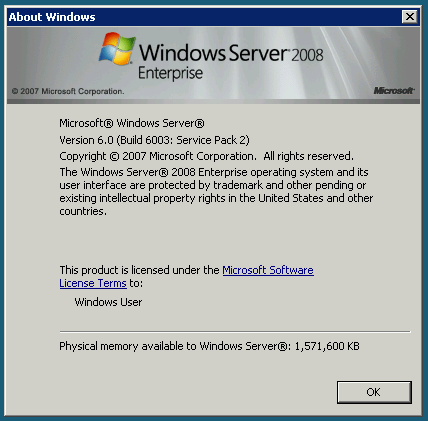 About Windows
Windows Server® 2008
Enterprise
© 2007 Microsoft Corporation.
Microsoft®
Microsoft® Windows Server®
Version 6.0 (Build 6003: Service Pack 2)
Copyright © 2007 Microsoft Corporation.  All rights reserved.
The Windows Server® 2008 Enterprise operating system and its
user interface are protected by trademark and other pending or
existing intellectual property rights in the United States and other
countries.
This product is licensed under the Microsoft Software
License Terms to:
Windows User
Physical memory available to Windows Server®: 1,571,600 KB
OK